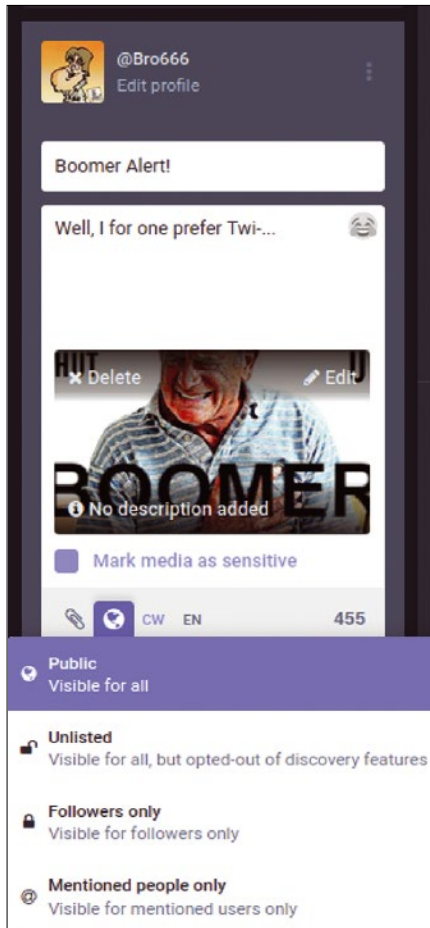 @Bro666
Edit profile
Boomer Alert!
Well, I for one prefer Twi-...
Delete
Edit
BOOMER
No description added
Mark media as sensitive
CW EN 455
Public
Visible for all
Unlisted
Visible for all, but opted-out of discovery features
Followers only
Visible for followers only
Mentioned people only
Visible for mentioned users only